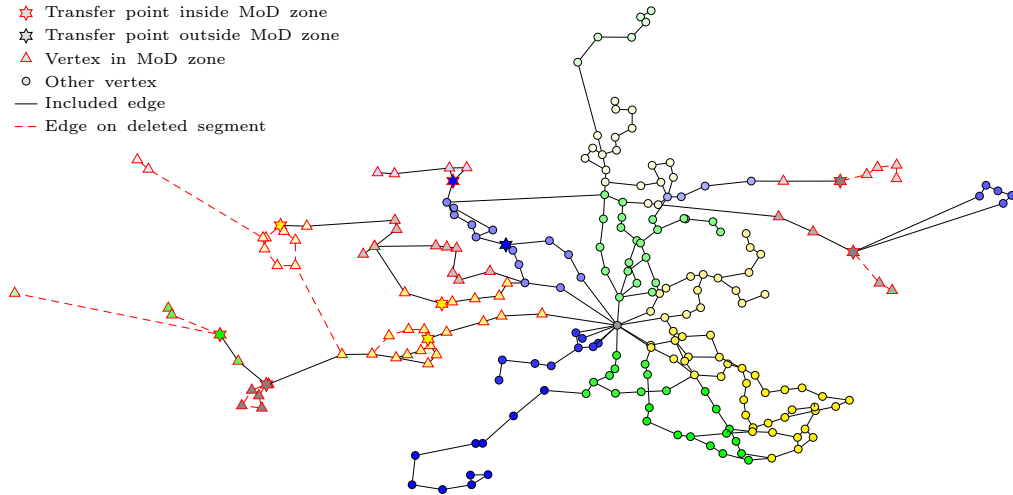 Transfer point inside MoD zone
Transfer point outside MoD zone
Vertex in MoD zone
Other vertex
Included edge
Edge on deleted segment